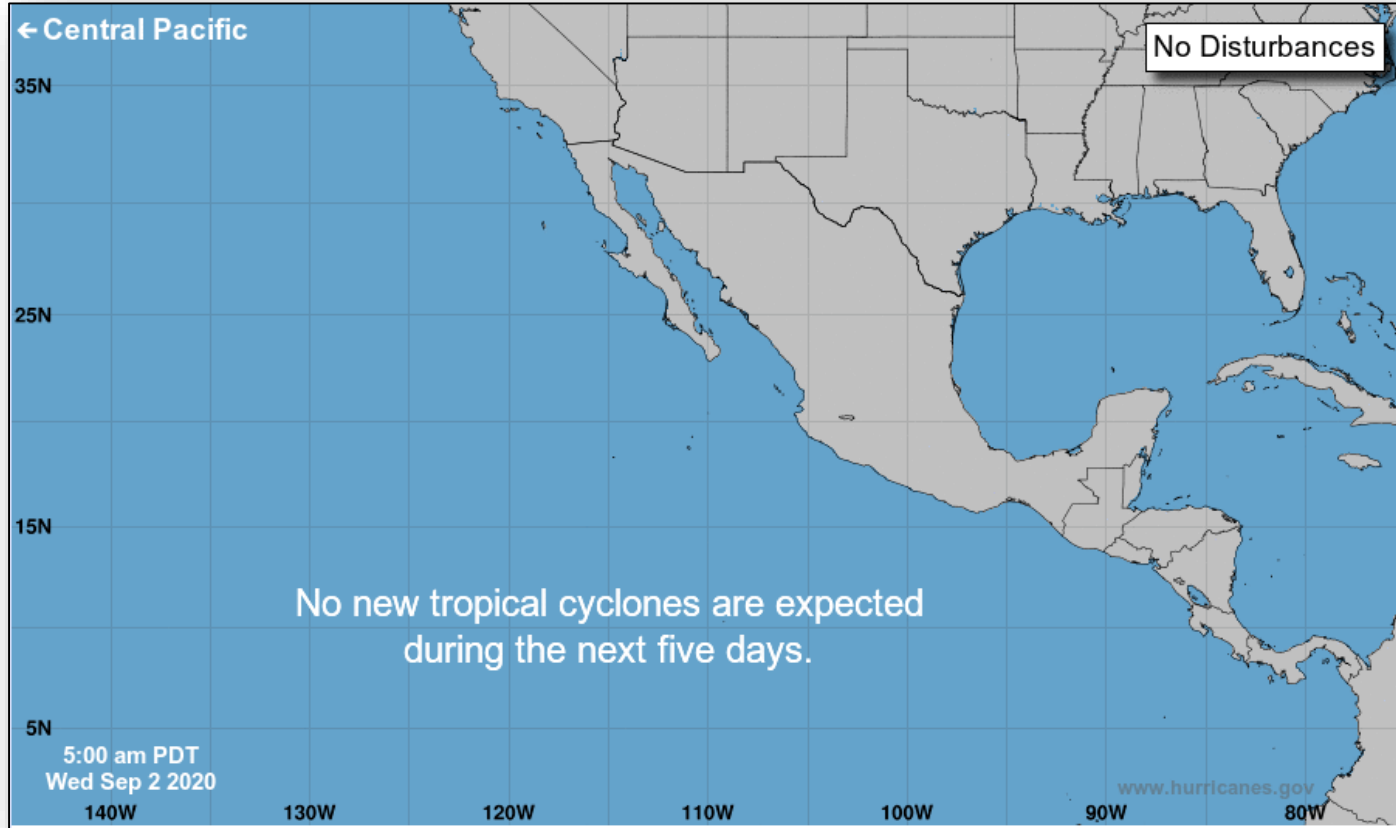 ← Central Pacific
No Disturbances
35N
25N
15N
No new tropical cyclones are expected
during the next five days.
5N
5:00 am PDT
Wed Sep 2 2020
www.hurricanes.gov
140W 130W 120W 110W 100W 90W 80W